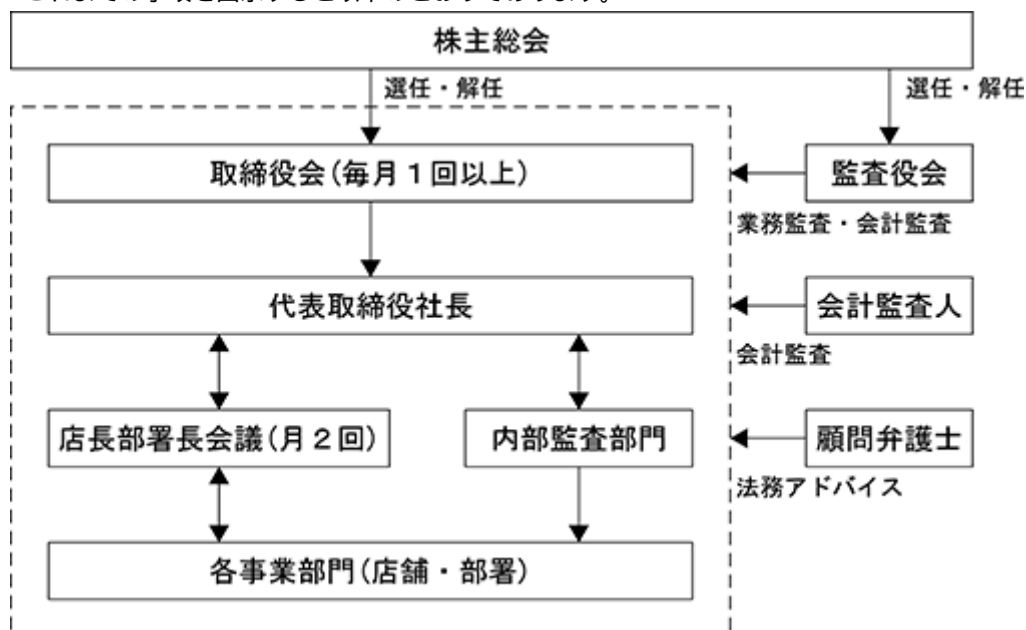 株主総会
選任・解任
選任・解任
取締役会(毎月1回以上)
監査役会
業務監査・会計監査
代表取締役社長
会計監査人
会計監査
店長部署長会議(月2回)
内部監査部門
顧問弁護士
法務アドバイス
各事業部門(店舗・部署)